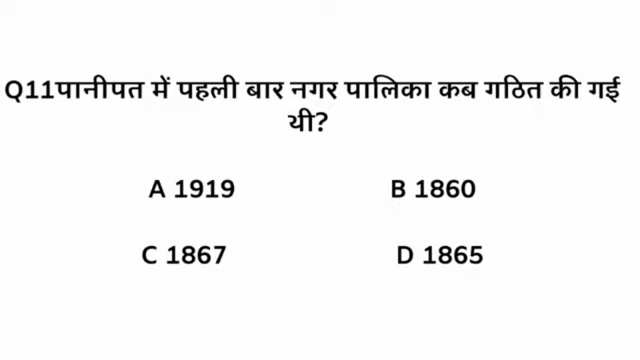 Q11पानीपत में पहली बार नगर पालिका कब गठित की गई
थी?
A 1919 B 1860
C 1867 D 1865